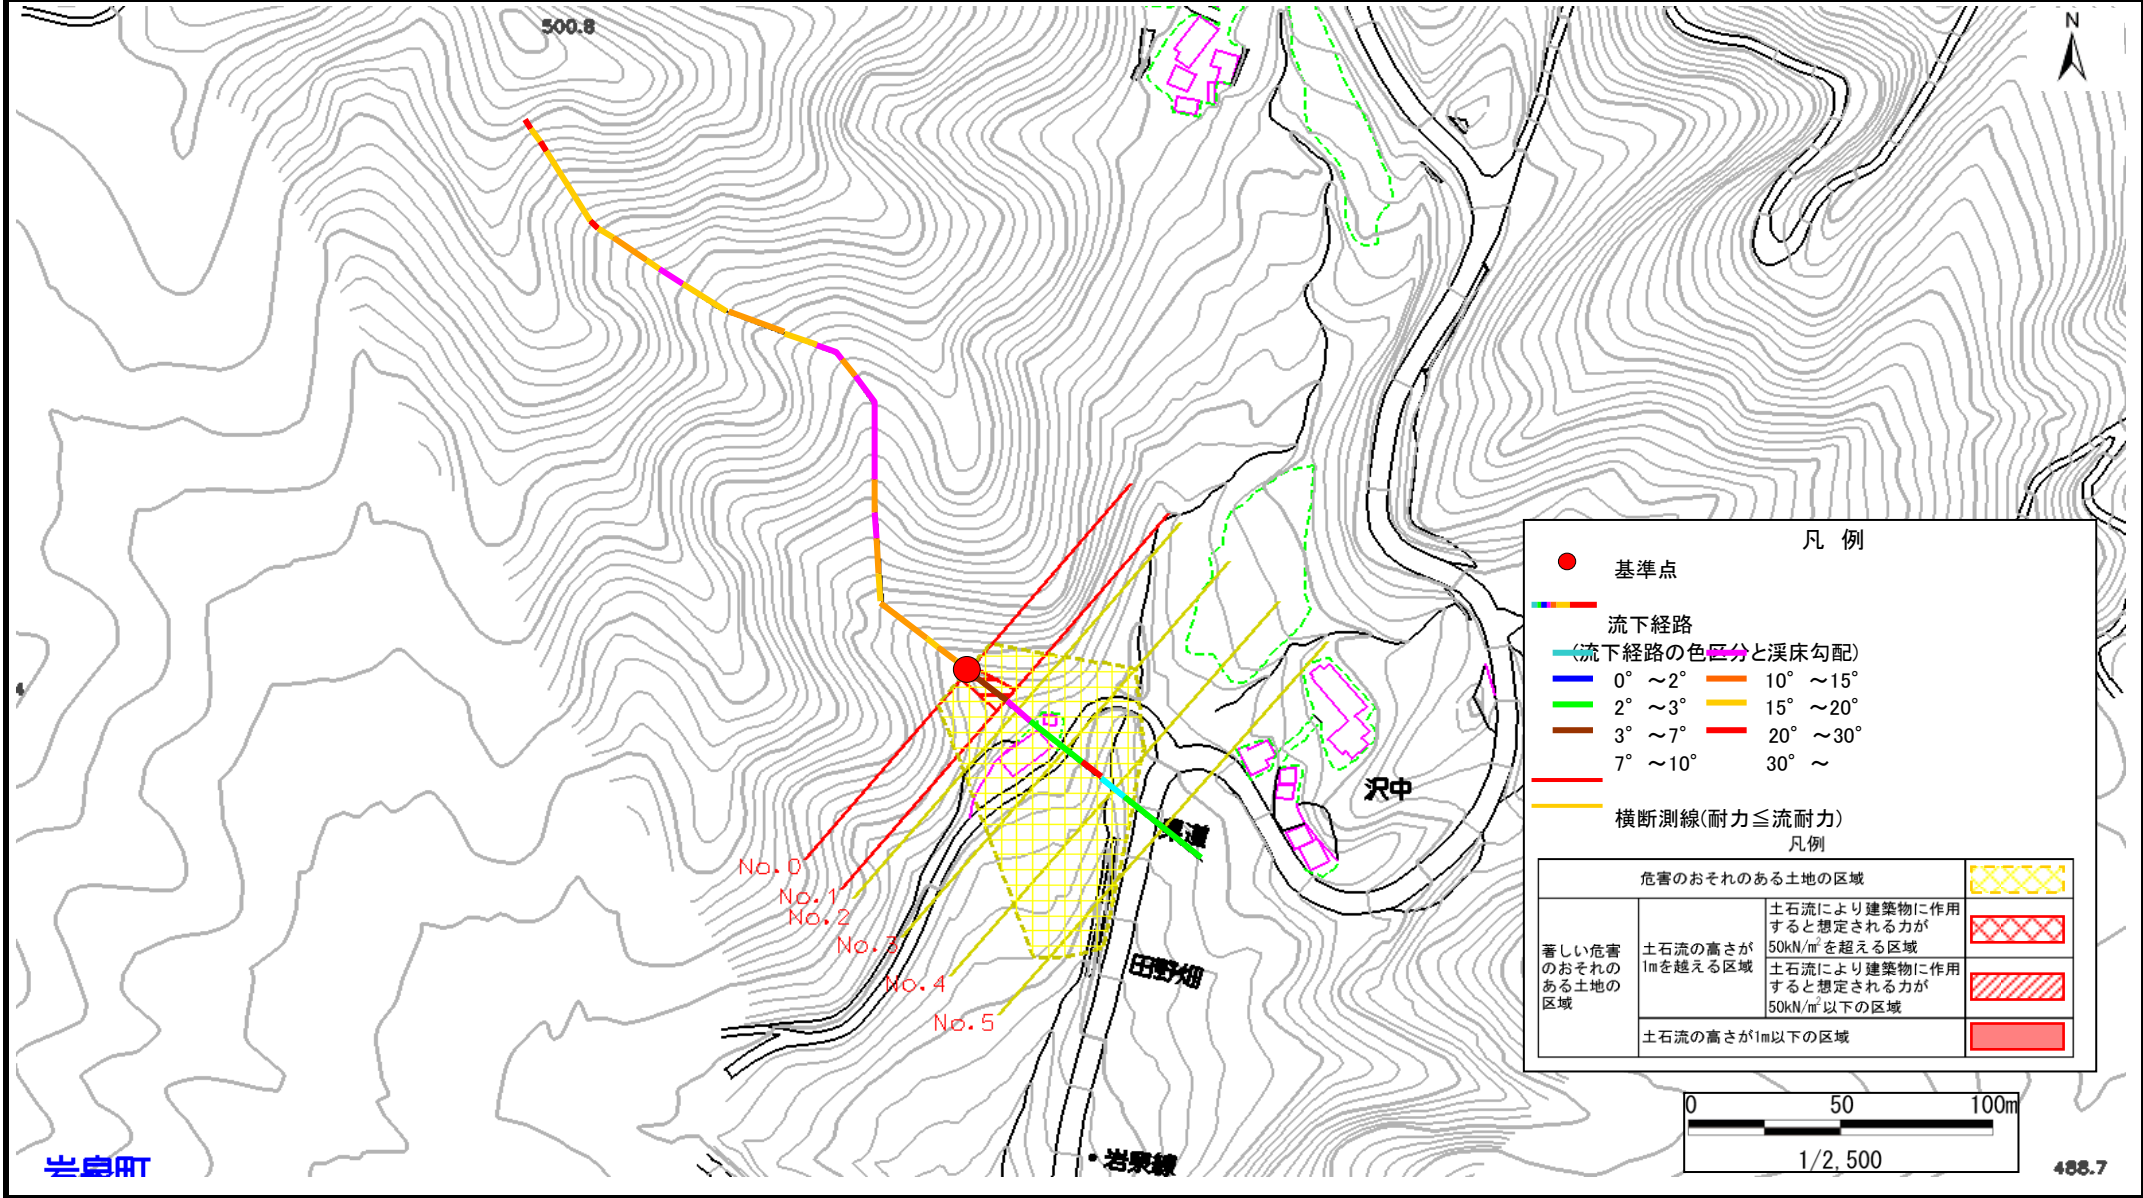 500.8
N
凡 例
基準点
流下経路
(流下経路の色区分と渓床勾配)
0° ～2°
10° ～15°
2° ～3°
15° ～20°
3° ～7°
20° ～30°
7° ～10°
30° ～
横断測線(耐力≦流耐力)
凡例
危害のおそれのある土地の区域
著しい危害
のおそれの
ある土地の
区域
土石流の高さが
1mを越える区域
土石流により建築物に作用
すると想定される力が
50kN/㎡を超える区域
土石流により建築物に作用
すると想定される力が
50kN/㎡以下の区域
土石流の高さが1m以下の区域
沢中
No.0
No.1
No.2
No.3
No.4
No.5
田野畑
・岩泉線
岩泉町
0 50 100m
1/2,500
488.7